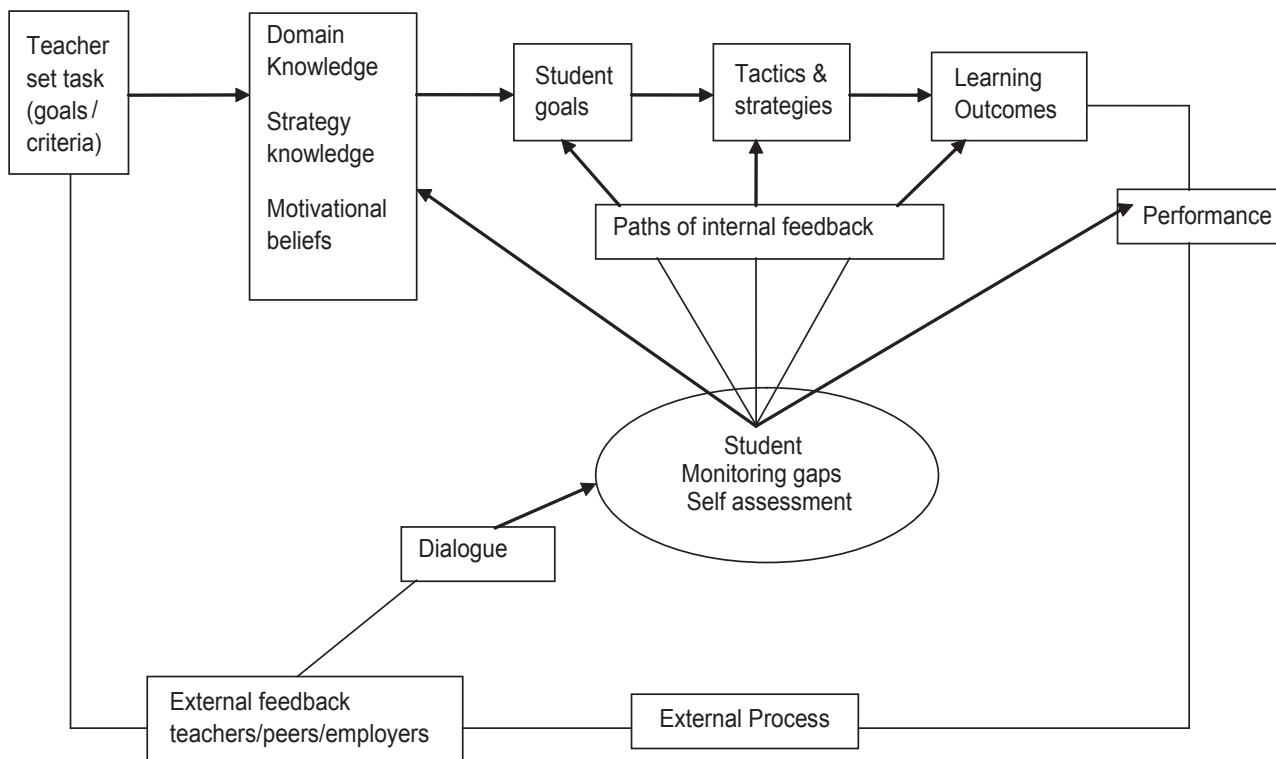 Teacher
set task
(goals /
criteria)
Domain
Knowledge
Strategy
knowledge
Motivational
beliefs
Student
goals
Tactics &
strategies
Learning
Outcomes
Paths of internal feedback
Performance
Student
Monitoring gaps
Self assessment
Dialogue
External feedback
teachers/peers/employers
External Process